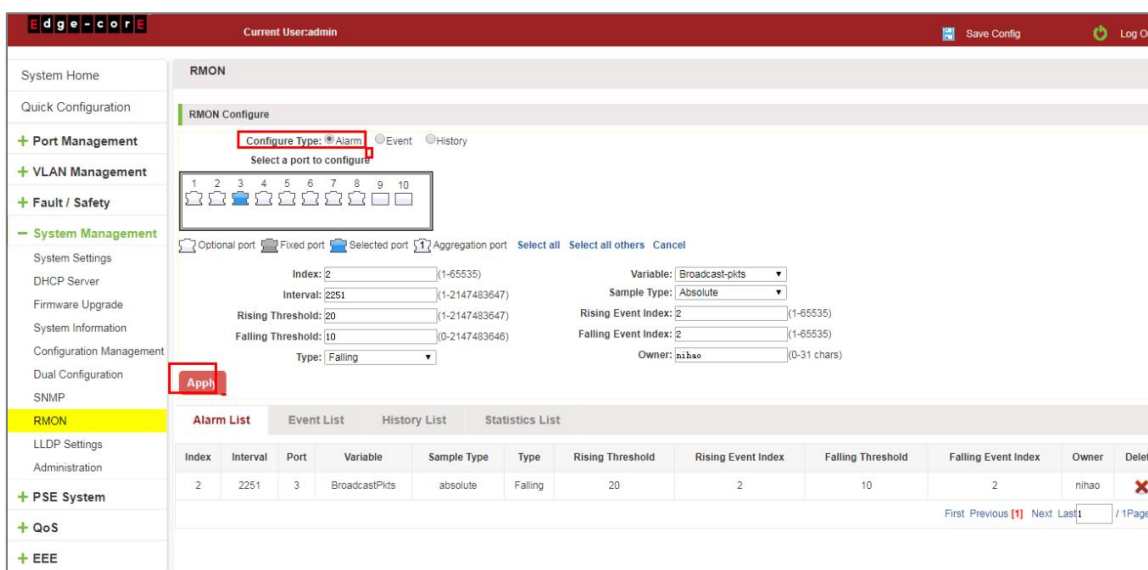 Edge-corE
Current User:admin
Save Config
Log O
System Home
Quick Configuration
+ Port Management
+ VLAN Management
+ Fault / Safety
− System Management
System Settings
DHCP Server
Firmware Upgrade
System Information
Configuration Management
Dual Configuration
SNMP
RMON
LLDP Settings
Administration
+ PSE System
+ QoS
+ EEE
RMON
RMON Configure
Configure Type: Alarm Event History
Select a port to configure
1 2 3 4 5 6 7 8 9 10
Optional port Fixed port Selected port 1 Aggregation port Select all Select all others Cancel
Index: 2 (1-65535) Variable: Broadcast-pkts
Interval: 2251 (1-2147483647) Sample Type: Absolute
Rising Threshold: 20 (1-2147483647) Rising Event Index: 2 (1-65535)
Falling Threshold: 10 (0-2147483646) Falling Event Index: 2 (1-65535)
Type: Falling Owner: nihao (0-31 chars)
Apply
Alarm List Event List History List Statistics List
Index Interval Port Variable Sample Type Type Rising Threshold Rising Event Index Falling Threshold Falling Event Index Owner Delet
2 2251 3 BroadcastPkts absolute Falling 20 2 10 2 nihao
First Previous [1] Next Last 1 / 1Page